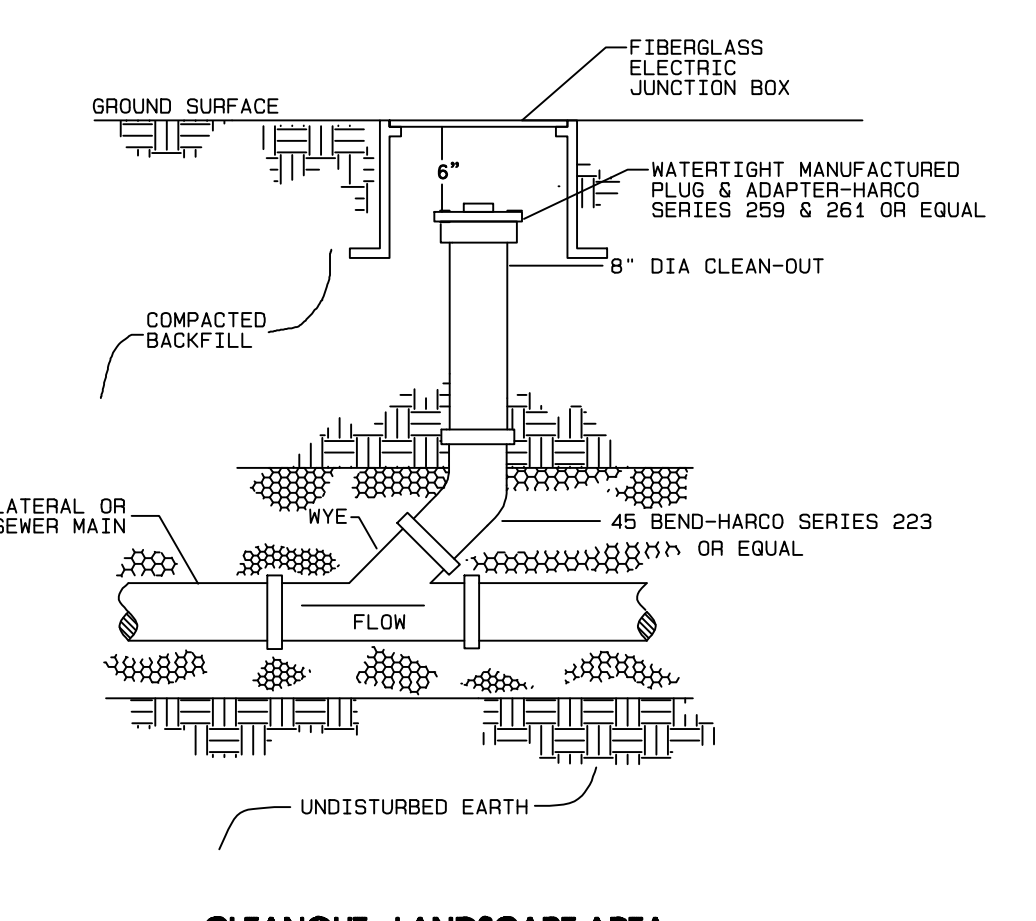 FIBERGLASS
ELECTRIC
JUNCTION BOX
GROUND SURFACE
6”
WATERTIGHT MANUFACTURED
PLUG & ADAPTER-HARCO
SERIES 259 & 261 OR EQUAL
8" DIA CLEAN-OUT
COMPACTED
BACKFILL
LATERAL OR
SEWER MAIN
WYE
45 BEND-HARCO SERIES 223
OR EQUAL
FLOW
UNDISTURBED EARTH